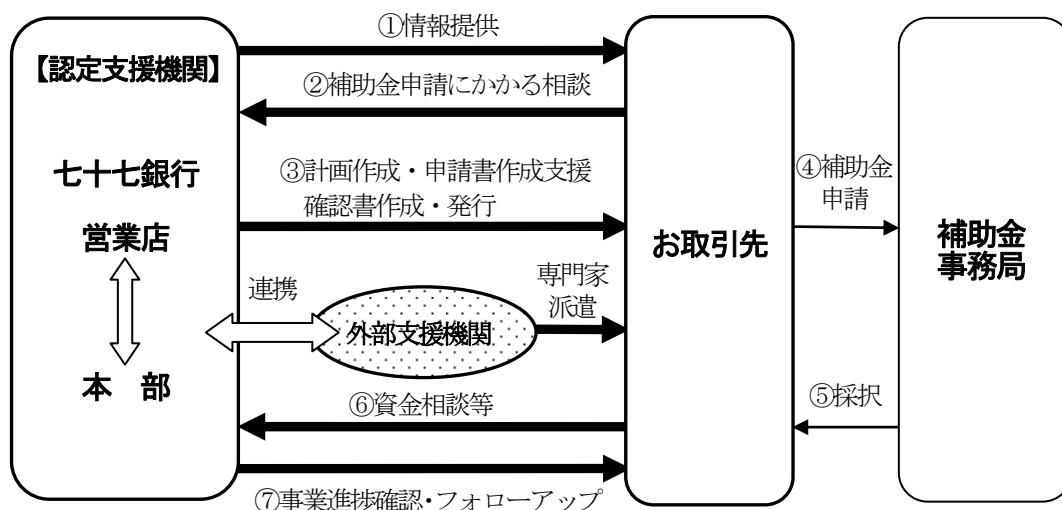 【認定支援機関】
七十七銀行
営業店
本　部
①情報提供
②補助金申請にかかる相談
③計画作成・申請書作成支援
確認書作成・発行
連携
外部支援機関
専門家
派遣
⑥資金相談等
⑦事業進捗確認・フォローアップ
お取引先
④補助金
申請
⑤採択
補助金
事務局